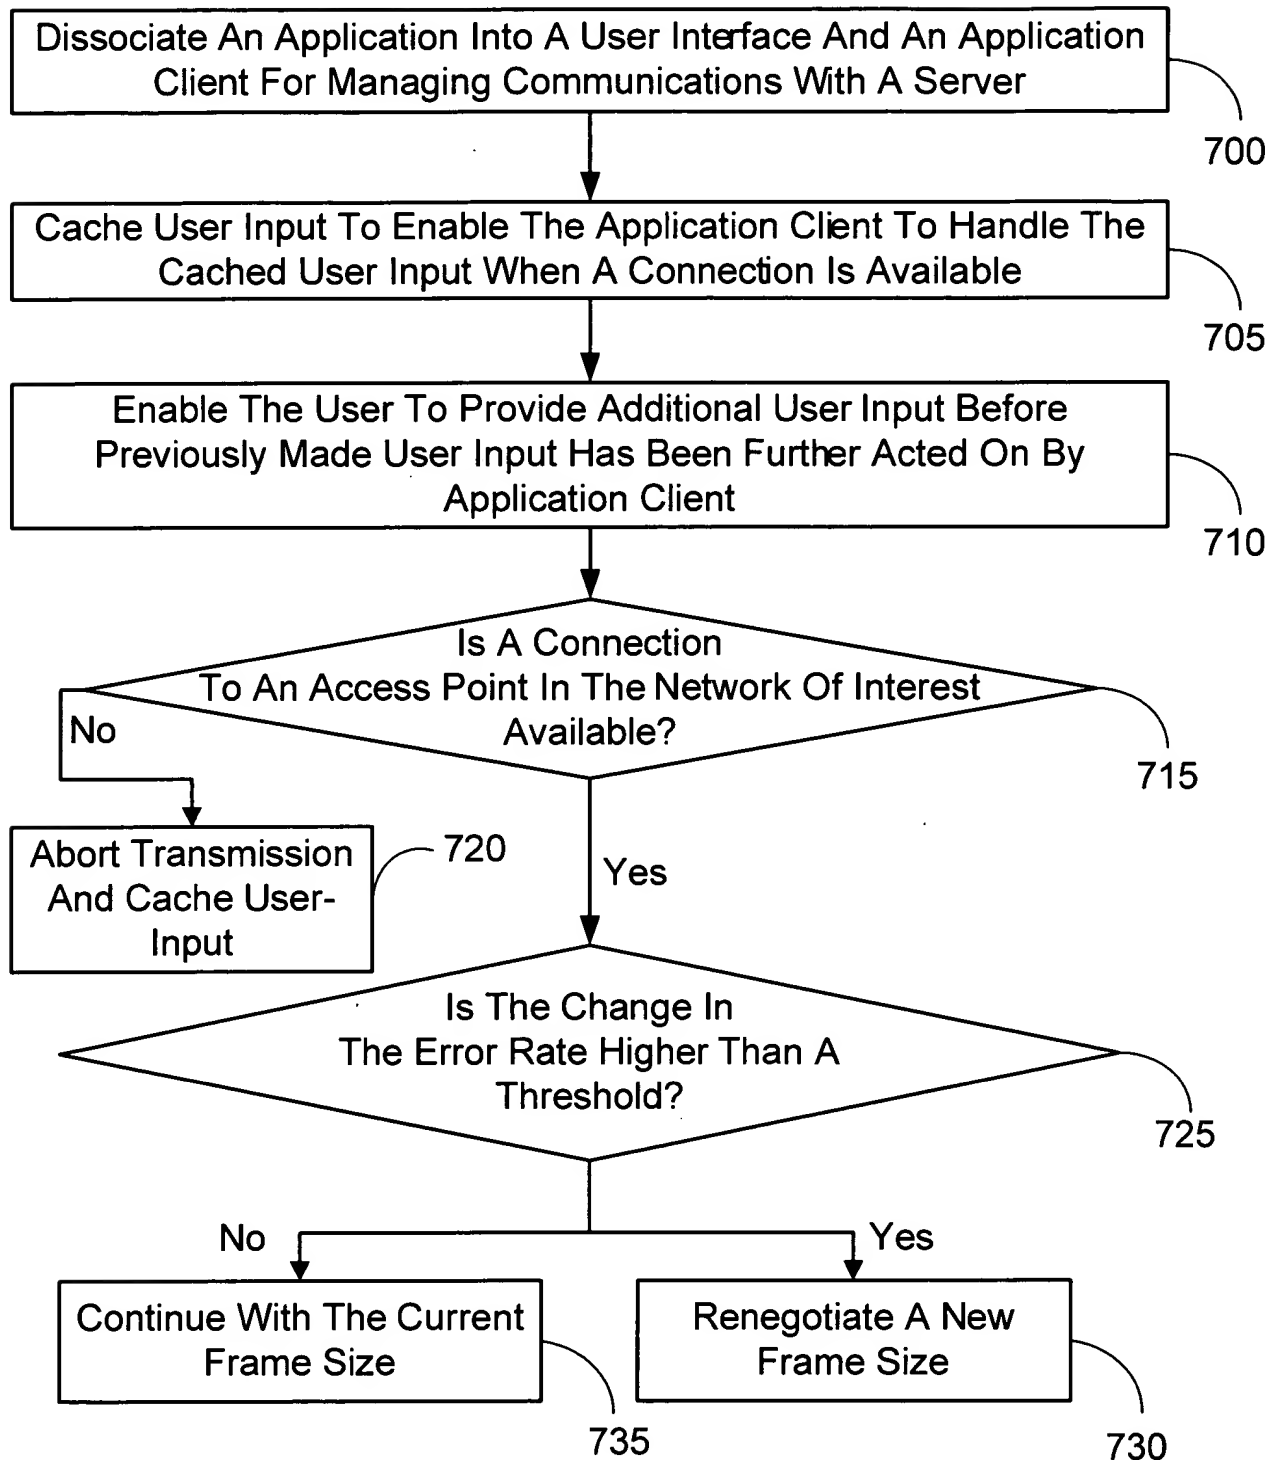 Dissociate An Application Into A User Interface And An Application
Client For Managing Communications With A Server
700
Cache User Input To Enable The Application Client To Handle The
Cached User Input When A Connection Is Available
705
Enable The User To Provide Additional User Input Before
Previously Made User Input Has Been Further Acted On By
Application Client
710
Is A Connection
To An Access Point In The Network Of Interest
Available?
No
715
Abort Transmission
And Cache User-
Input
720
Yes
Is The Change In
The Error Rate Higher Than A
Threshold?
725
No
Yes
Continue With The Current
Frame Size
735
Renegotiate A New
Frame Size
730